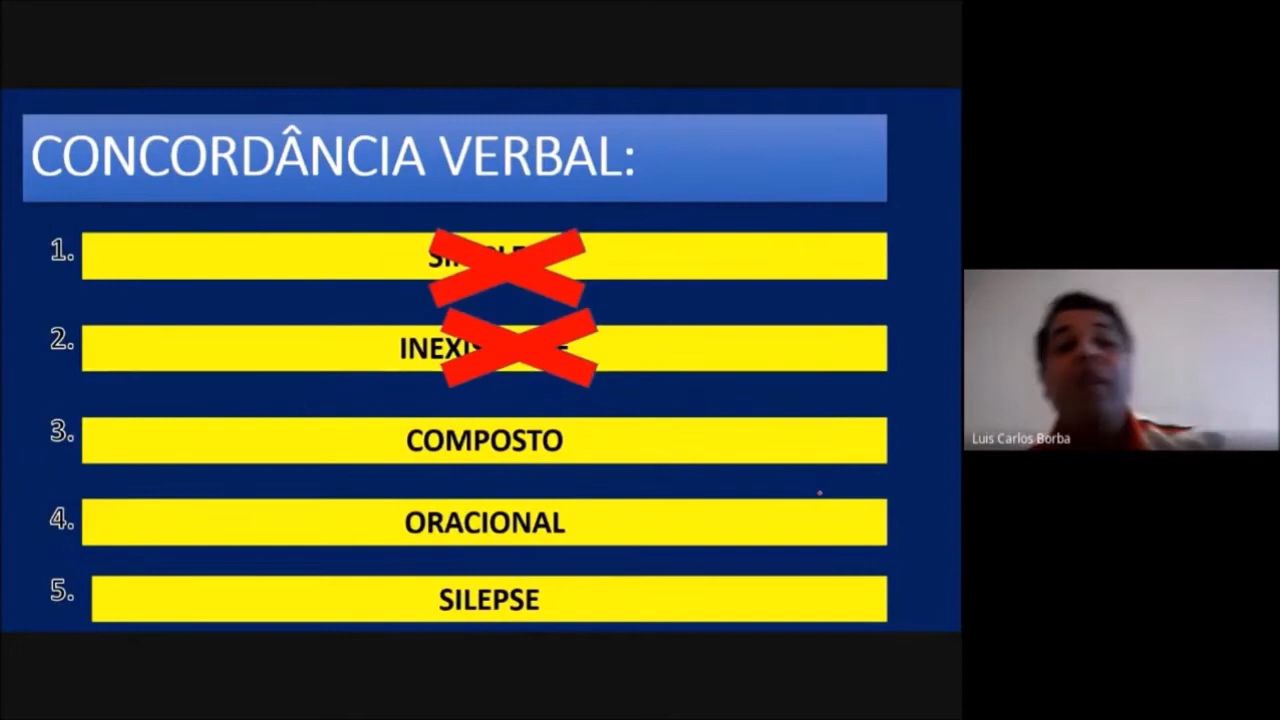 CONCORDÂNCIA VERBAL:
1.
2.
3. COMPOSTO
4. ORACIONAL
5. SILEPSE
Luis Carlos Borba